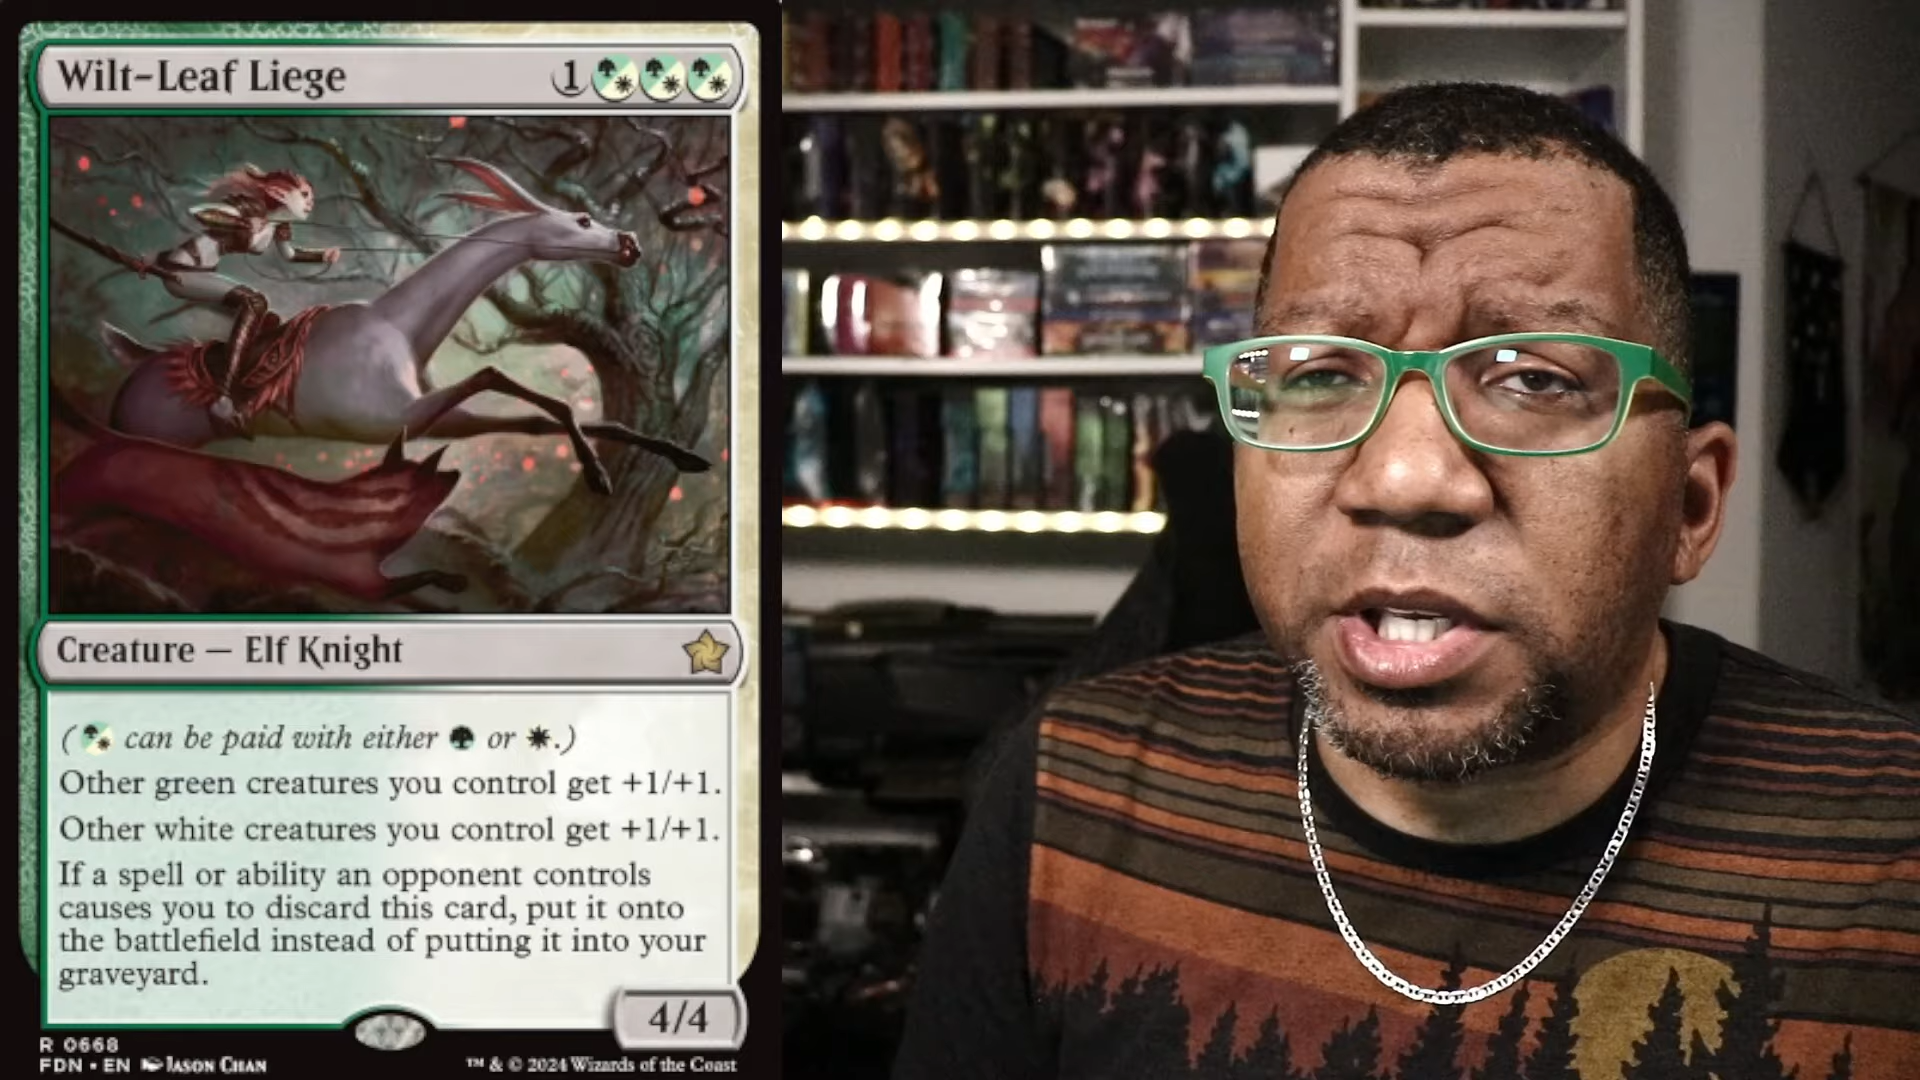 Wilt-Leaf Liege 1
Creature — Elf Knight
( can be paid with either or .)
Other green creatures you control get +1/+1.
Other white creatures you control get +1/+1.
If a spell or ability an opponent controls
causes you to discard this card, put it onto
the battlefield instead of putting it into your
graveyard.
4/4
R 0668
FDN • EN Jason Chan
™ & © 2024 Wizards of the Coast